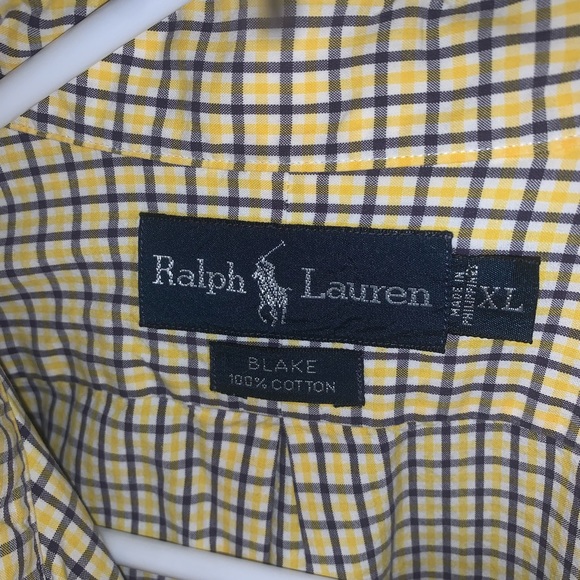 Ralph Lauren
MADE IN
PHILIPPINES
XL
BLAKE
100% COTTON